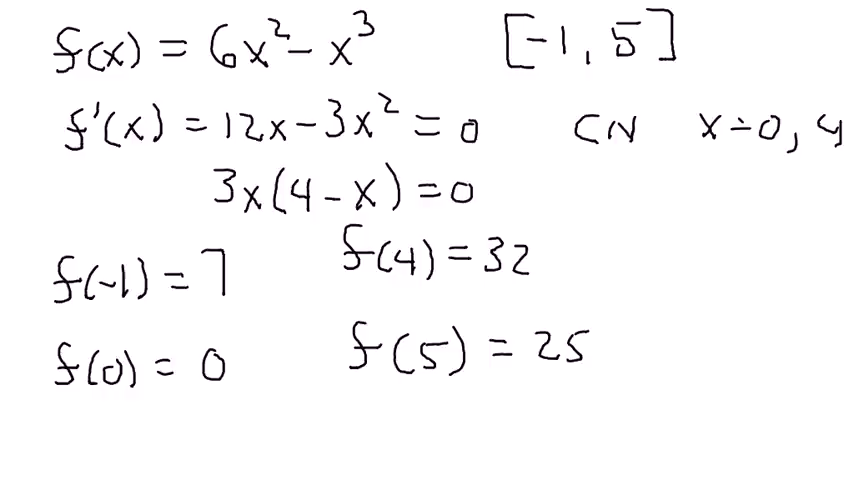 f(x) = 6x² - x³ [-1, 5]
f'(x) = 12x - 3x² = 0 CN x = 0, 4
3x(4 - x) = 0
f(-1) = 7 f(4) = 32
f(0) = 0 f(5) = 25